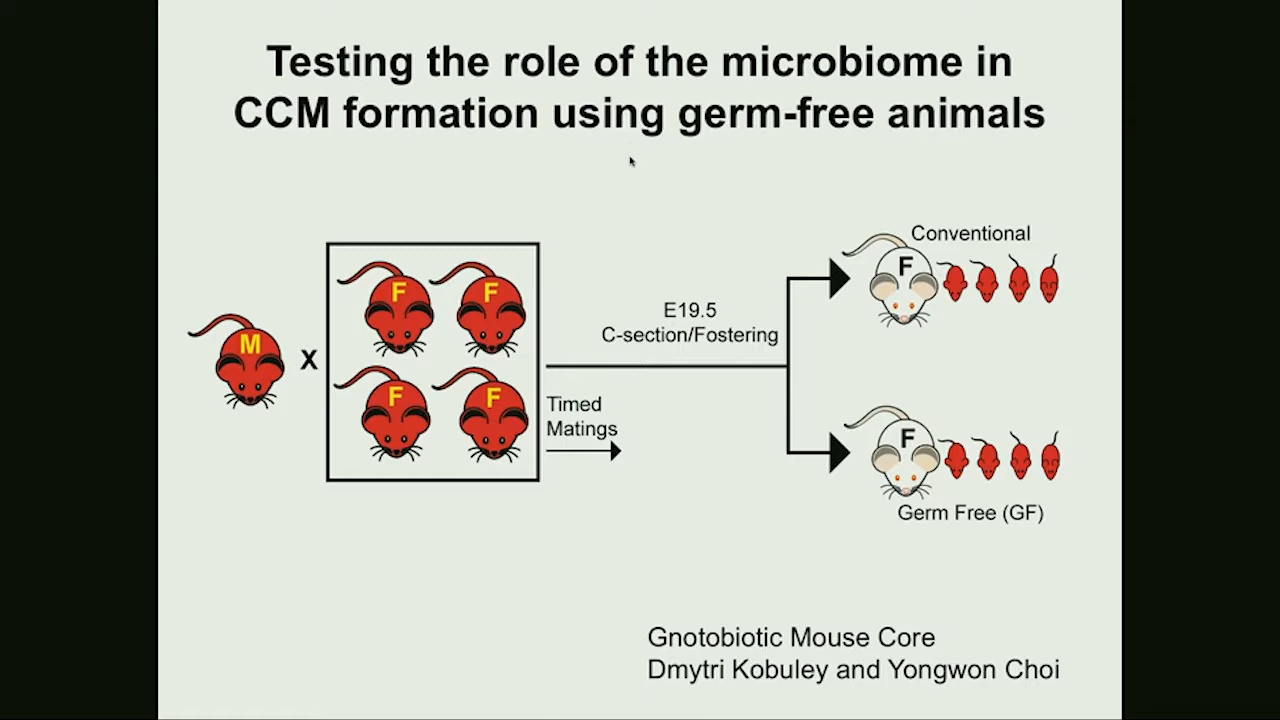 Testing the role of the microbiome in
CCM formation using germ-free animals
Conventional
F
F
F
E19.5
C-section/Fostering
M
X
F
F
Timed
Matings
F
Germ Free (GF)
Gnotobiotic Mouse Core
Dmytri Kobuley and Yongwon Choi